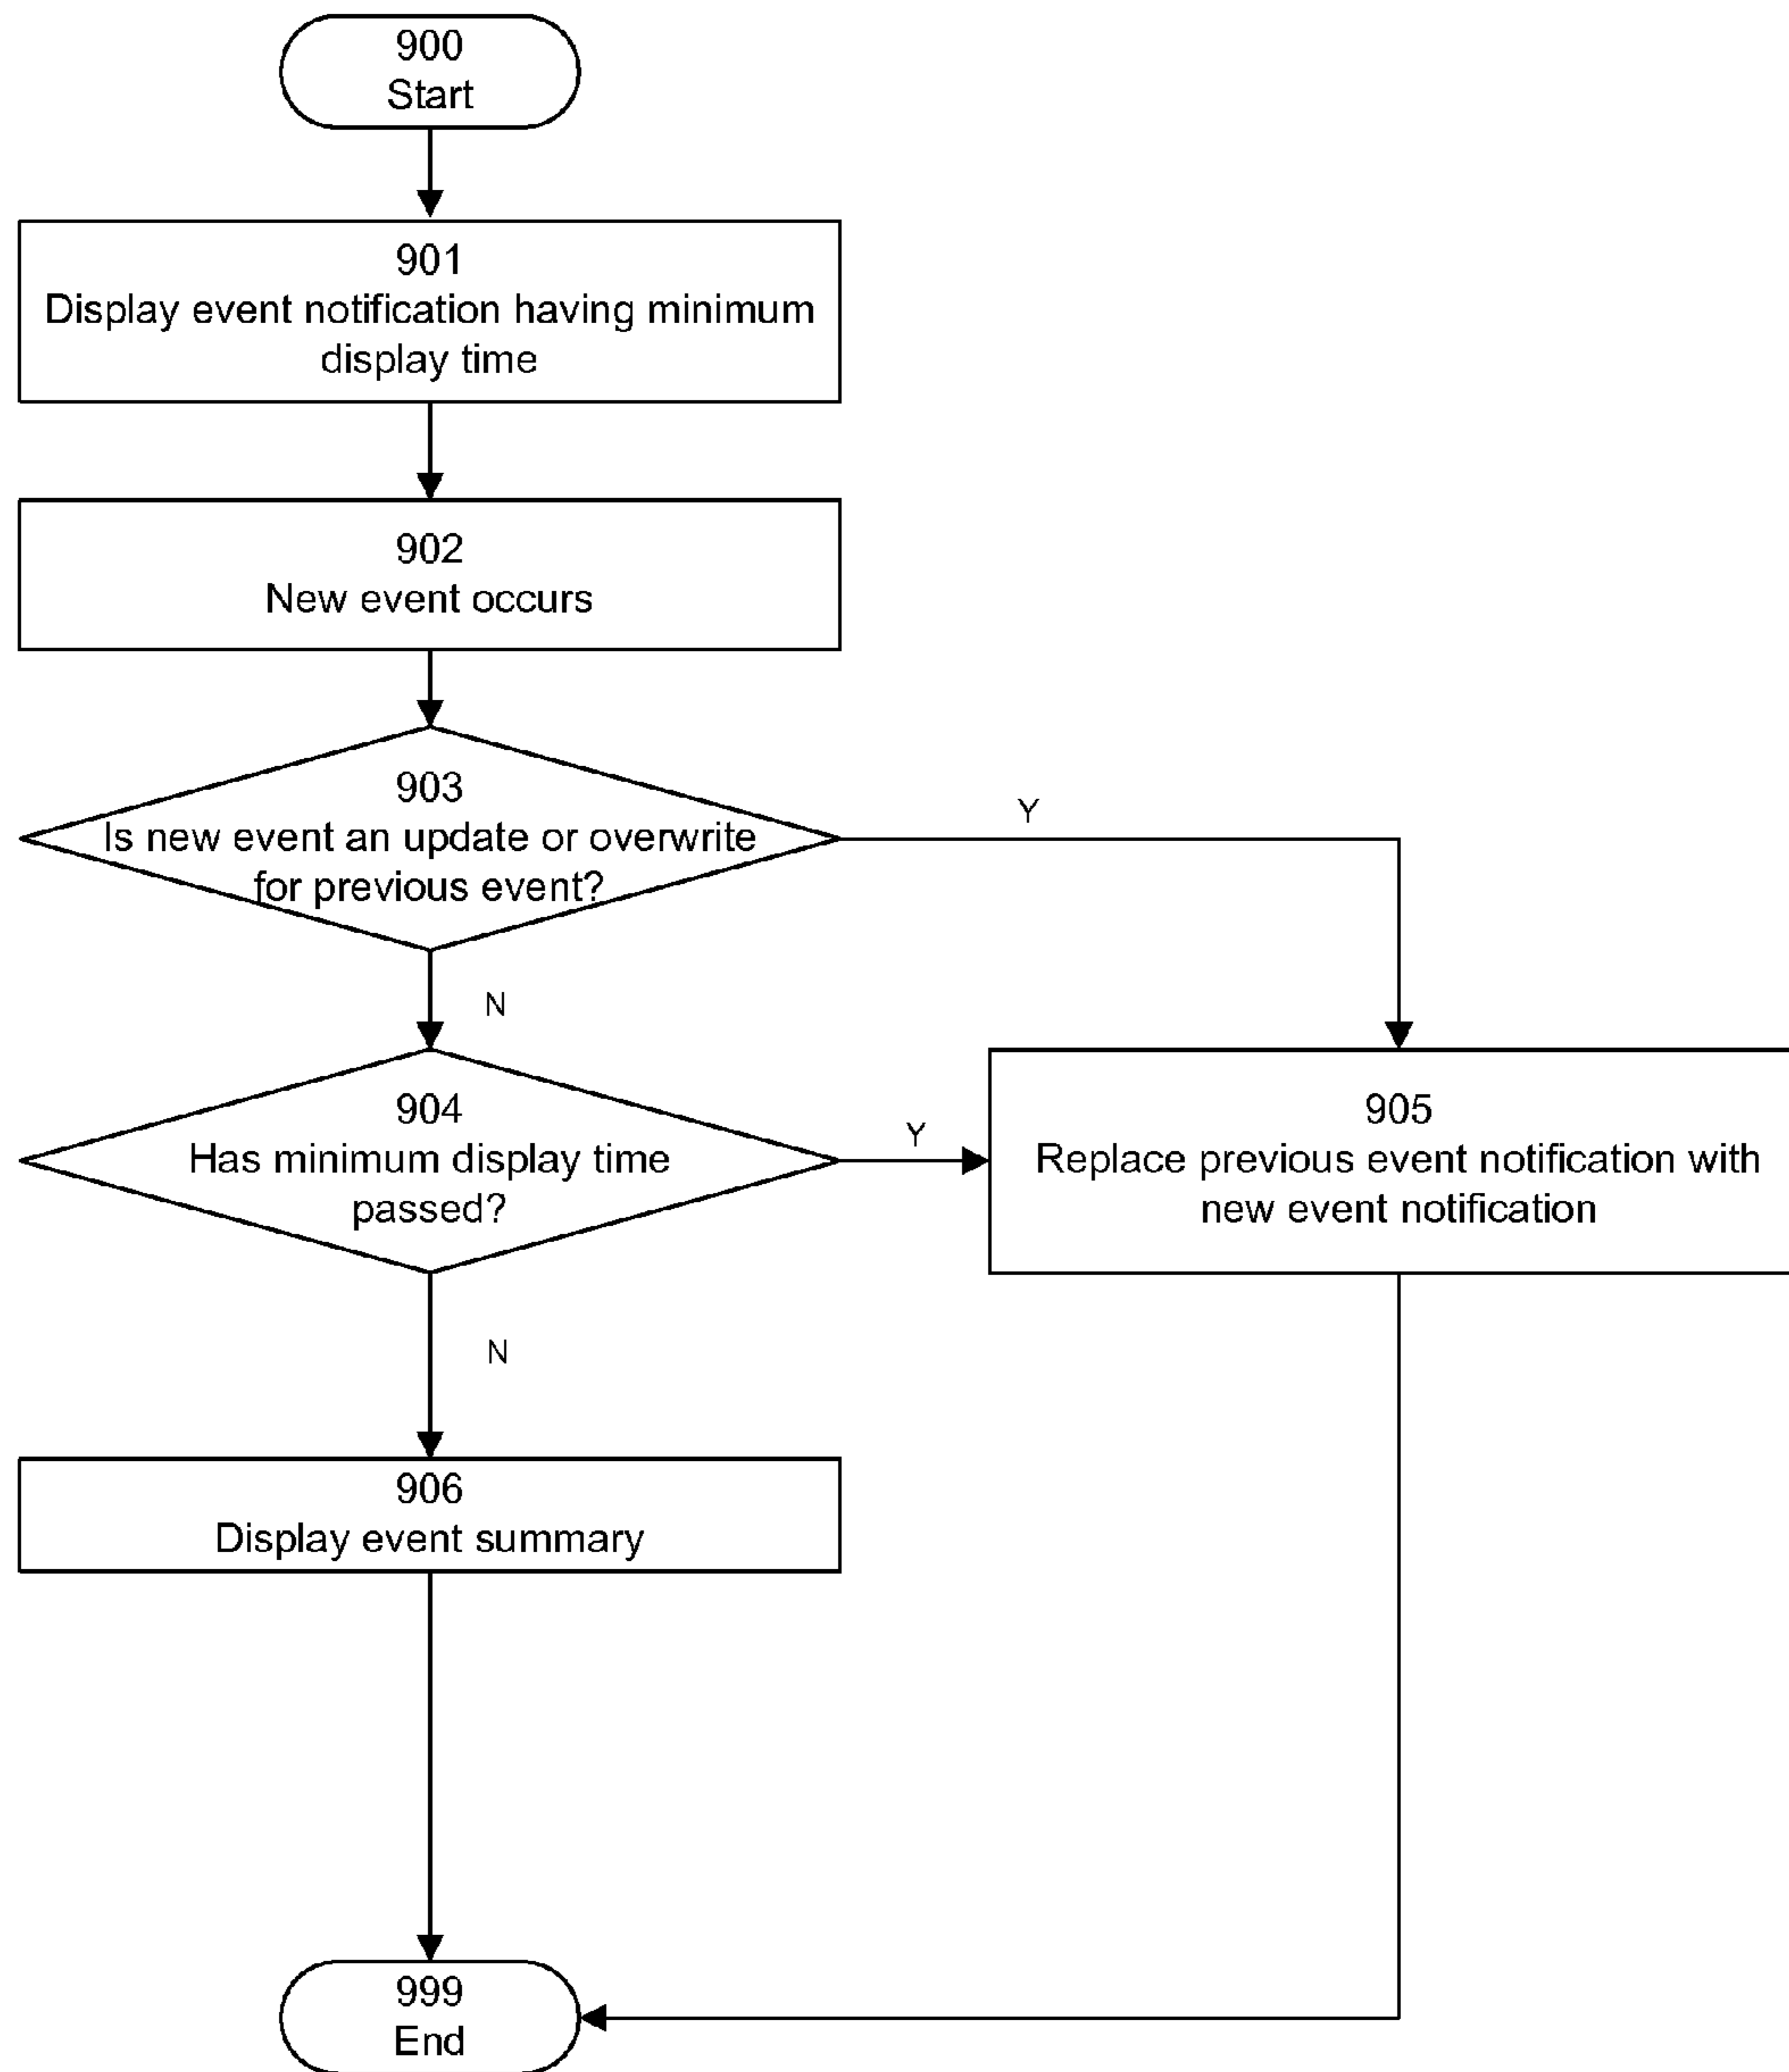 900
Start
901
Display event notification having minimum
display time
902
New event occurs
903
Is new event an update or overwrite
for previous event?
Y
N
904
Has minimum display time
passed?
Y
905
Replace previous event notification with
new event notification
N
906
Display event summary
999
End